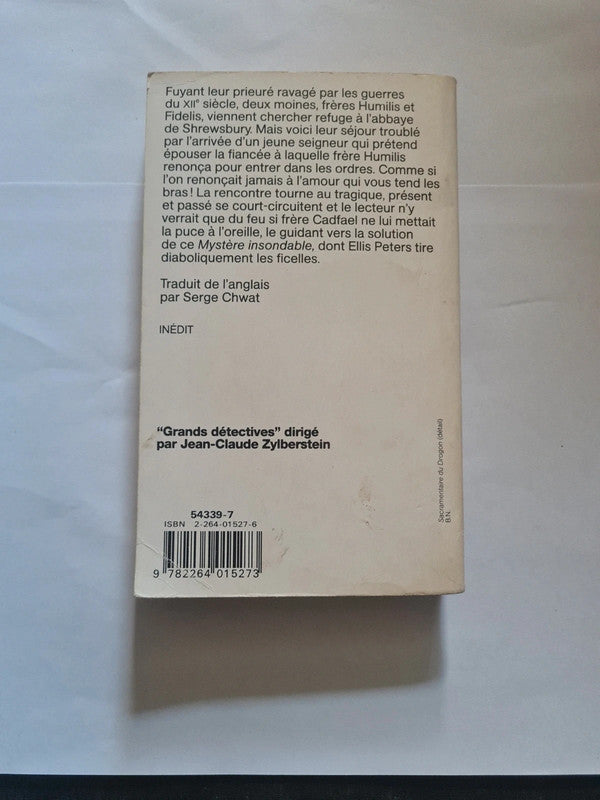 Fuyant leur prieuré ravagé par les guerres
du XIIe siècle, deux moines, frères Humilis et
Fidelis, viennent chercher refuge à l'abbaye
de Shrewsbury. Mais voici leur séjour troublé
par l'arrivée d'un jeune seigneur qui prétend
épouser la fiancée à laquelle frère Humilis
renonça pour entrer dans les ordres. Comme si
l'on renonçait jamais à l'amour qui vous tend les
bras ! La rencontre tourne au tragique, présent
et passé se court-circuitent et le lecteur n'y
verrait que du feu si frère Cadfael ne lui mettait
la puce à l'oreille, le guidant vers la solution
de ce Mystère insondable, dont Ellis Peters tire
diaboliquement les ficelles.
Traduit de l'anglais
par Serge Chwat
INÉDIT
"Grands détectives" dirigé
par Jean-Claude Zylberstein
Sacramentaire du Drogon (détail)
B.N.
54339-7
ISBN 2-264-01527-6
9 782264 015273